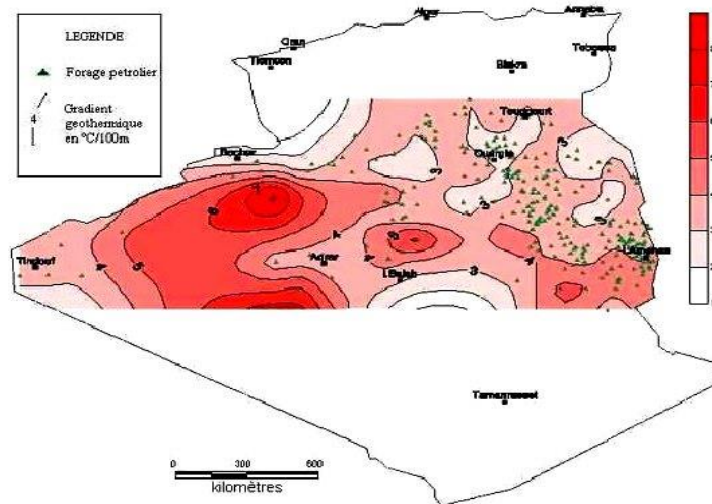 LEGENDE
Forage petrolier
Gradient
geothermique
en °C/100m
4
Alger
Annaba
Oran
Tlemcen
Tebessa
Biskra
Touggourt
Ouargla
Bechar
Tindouf
Adrar
I.Salah
Tamanrasset
0 300 600
kilomètres